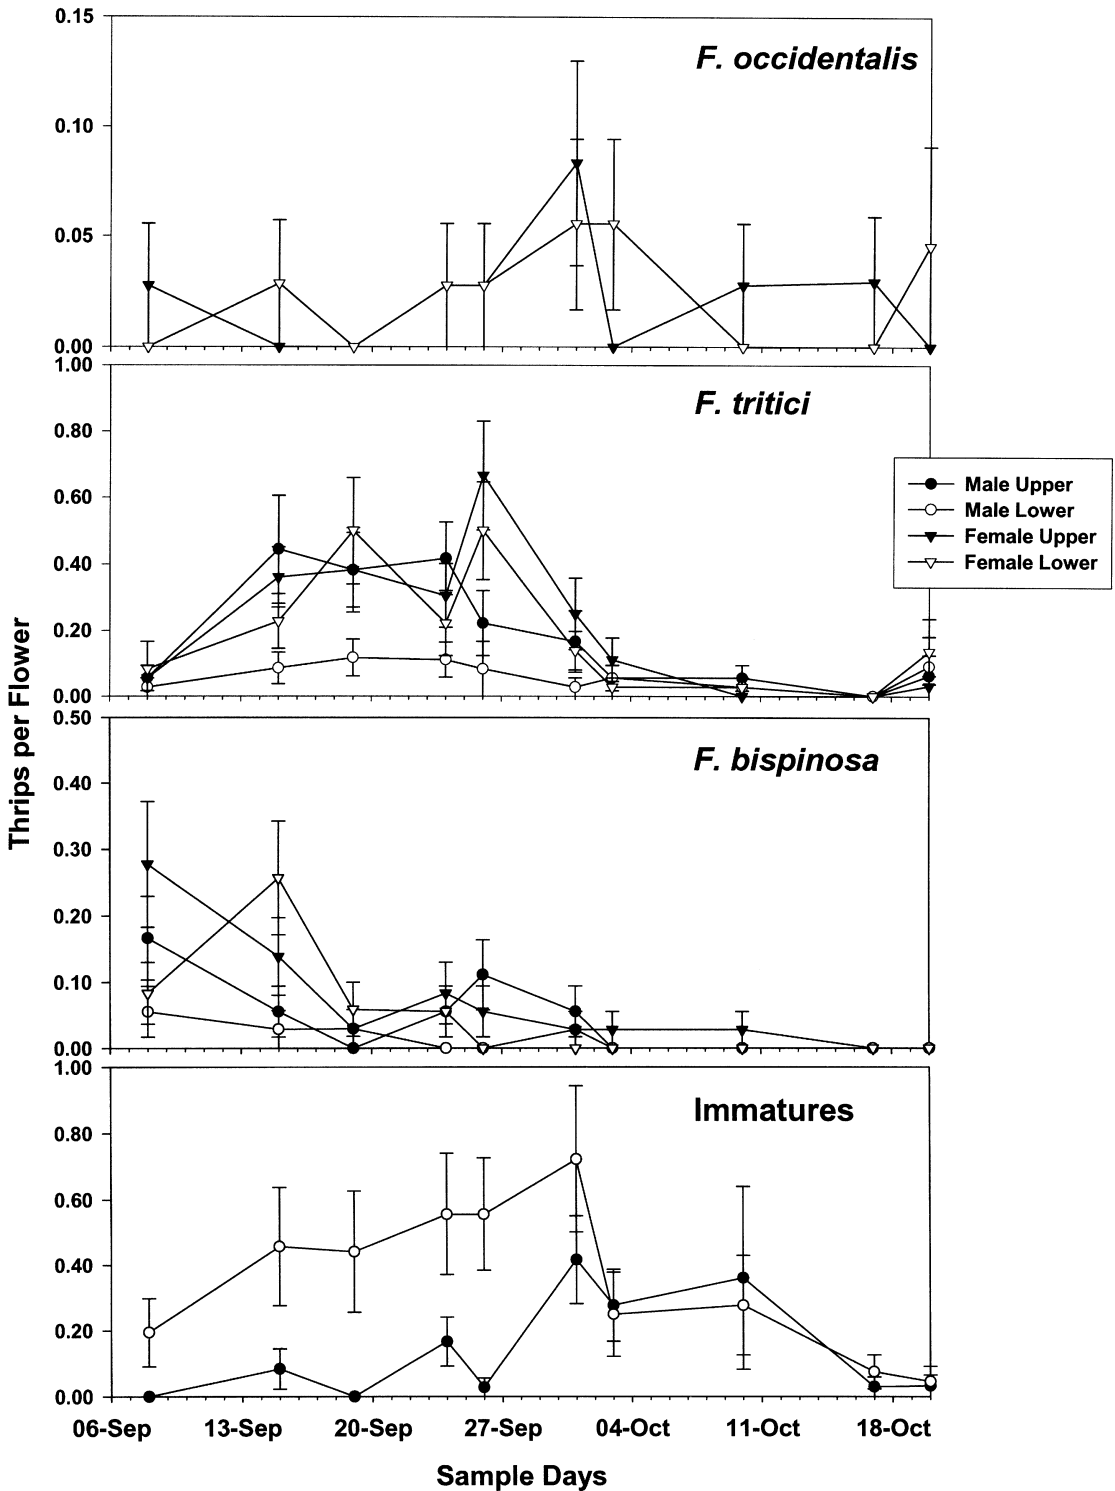 0.15
F. occidentalis
0.10
0.05
0.00
1.00
F. tritici
0.80
0.60
0.40
0.20
0.00
Male Upper
Male Lower
Female Upper
Female Lower
Thrips per Flower
0.50
F. bispinosa
0.40
0.30
0.20
0.10
0.00
1.00
Immatures
0.80
0.60
0.40
0.20
0.00
06-Sep 13-Sep 20-Sep 27-Sep 04-Oct 11-Oct 18-Oct
Sample Days